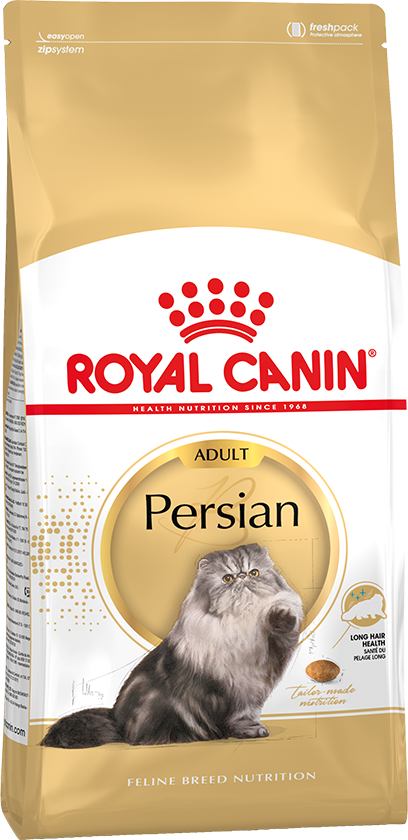 easyopen
zipsystem
freshpack
Protective atmosphere
ROYAL CANIN®
HEALTH NUTRITION SINCE 1968
ADULT
Persian
LONG HAIR
HEALTH
SANTÉ DU
PELAGE LONG
tailor-made
nutrition
FELINE BREED NUTRITION